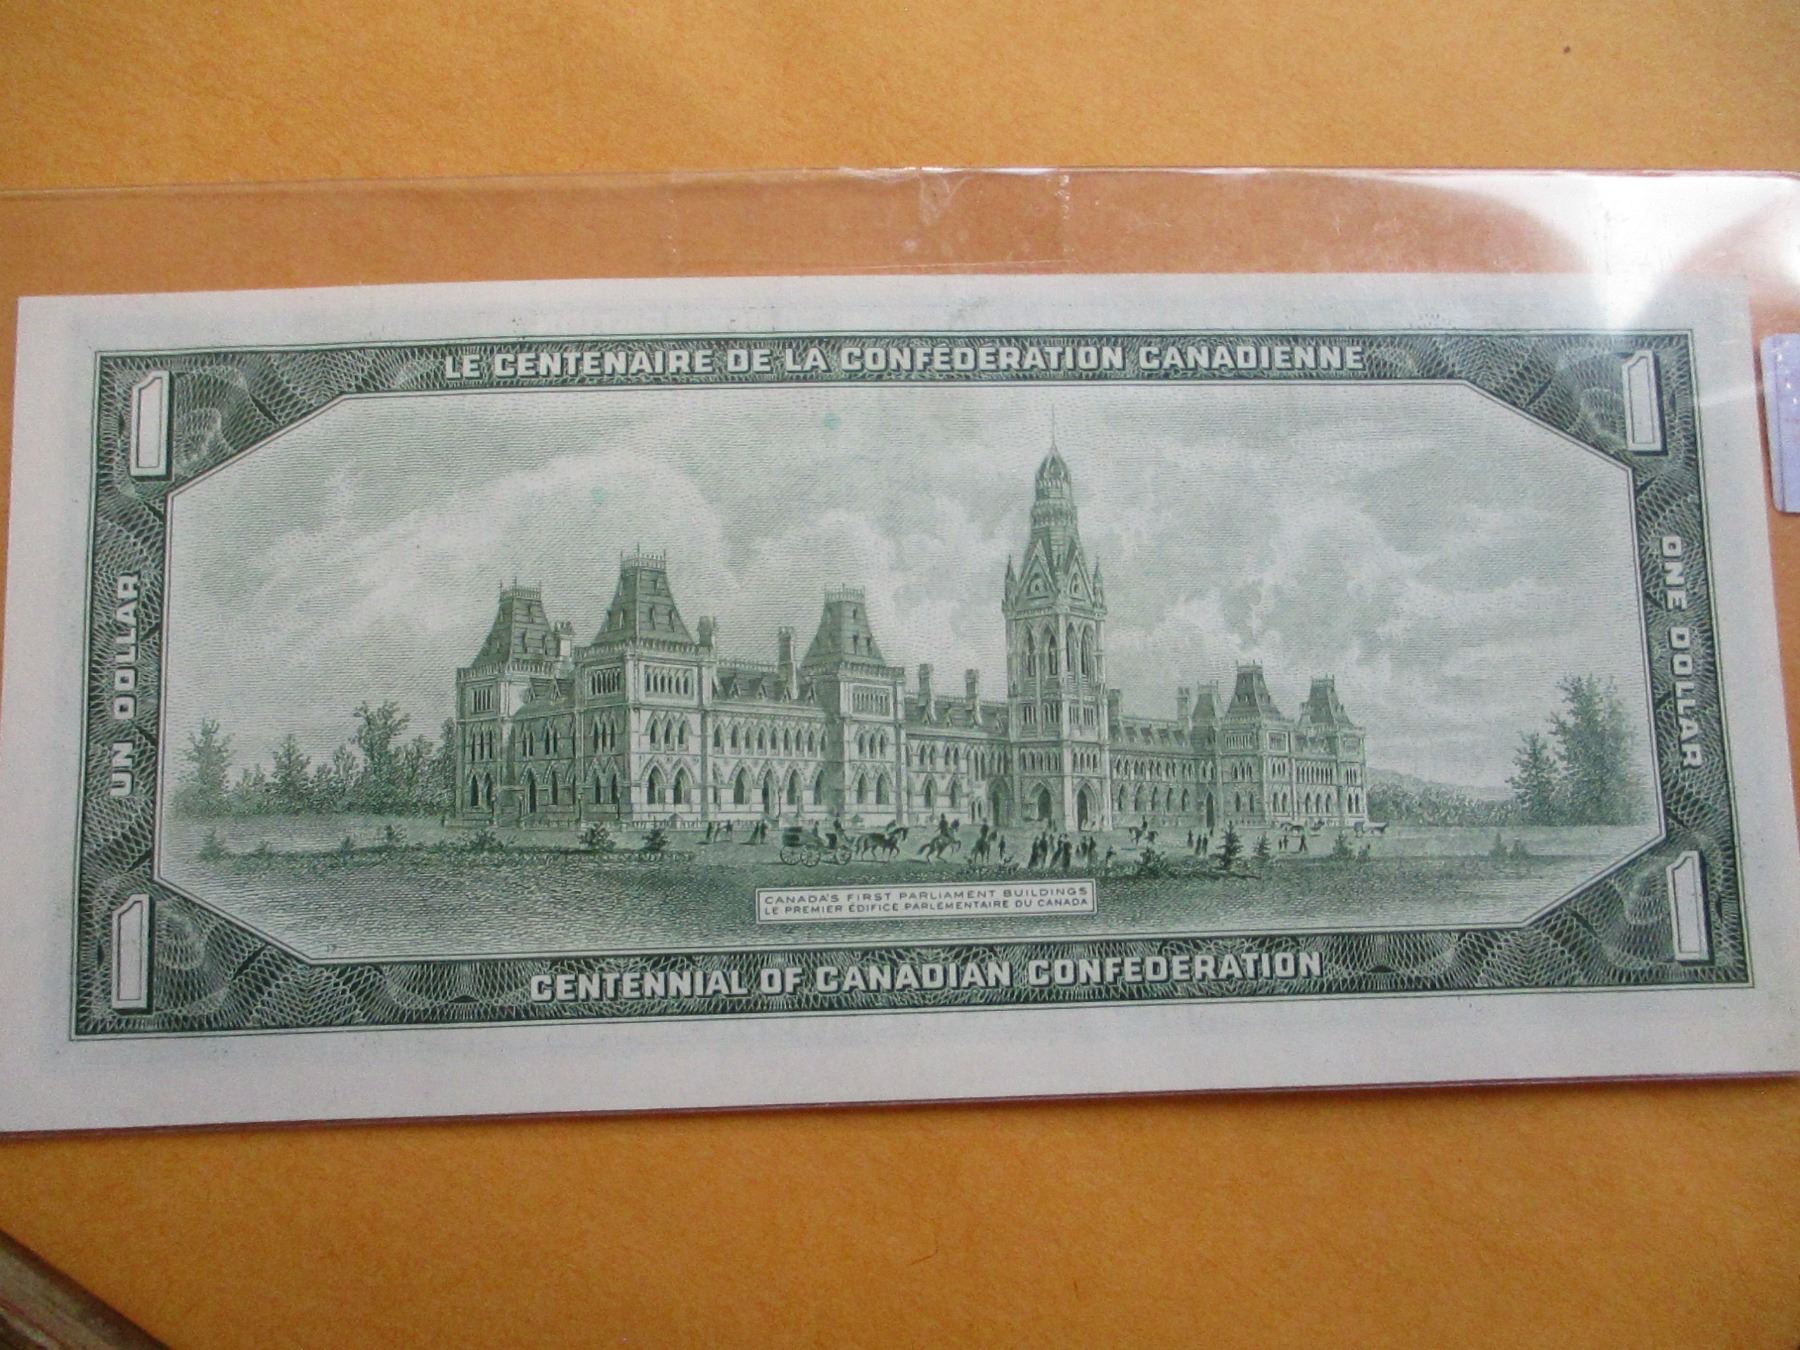 LE CENTENAIRE DE LA CONFÉDÉRATION CANADIENNE
1
1
UN DOLLAR
ONE DOLLAR
CANADA'S FIRST PARLIAMENT BUILDINGS
LE PREMIER ÉDIFICE PARLEMENTAIRE DU CANADA
1
1
CENTENNIAL OF CANADIAN CONFEDERATION